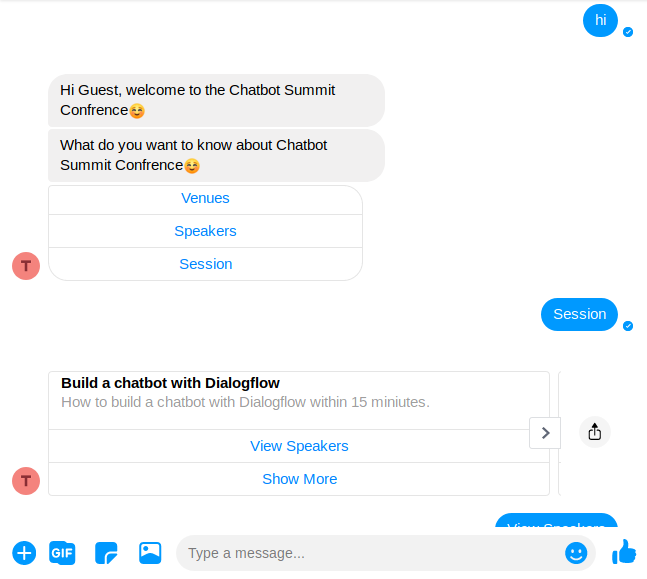 hi
Hi Guest, welcome to the Chatbot Summit
Confrence😊
What do you want to know about Chatbot
Summit Confrence😊
Venues
Speakers
Session
T
Session
Build a chatbot with Dialogflow
How to build a chatbot with Dialogflow within 15 miniutes.
View Speakers
Show More
T
View Speakers
GIF
Type a message...